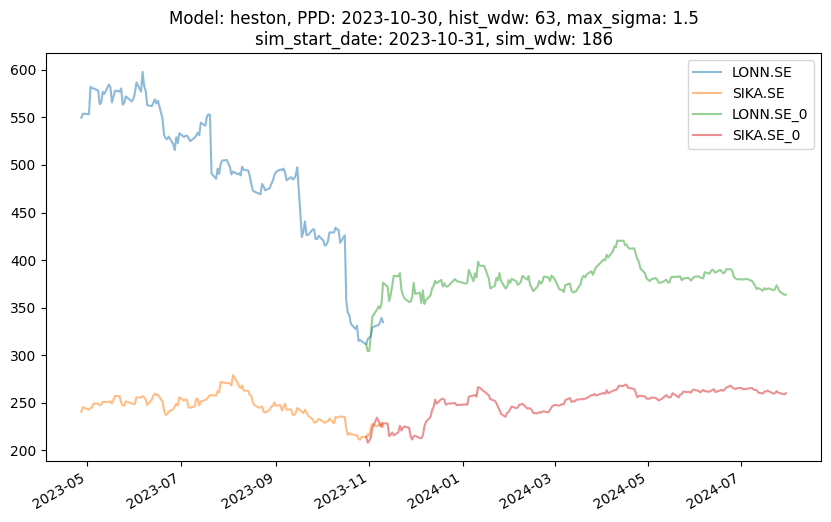 Model: heston, PPD: 2023-10-30, hist_wdw: 63, max_sigma: 1.5
sim_start_date: 2023-10-31, sim_wdw: 186
LONN.SE
SIKA.SE
LONN.SE_0
SIKA.SE_0
600
550
500
450
400
350
300
250
200
2023-05
2023-07
2023-09
2023-11
2024-01
2024-03
2024-05
2024-07